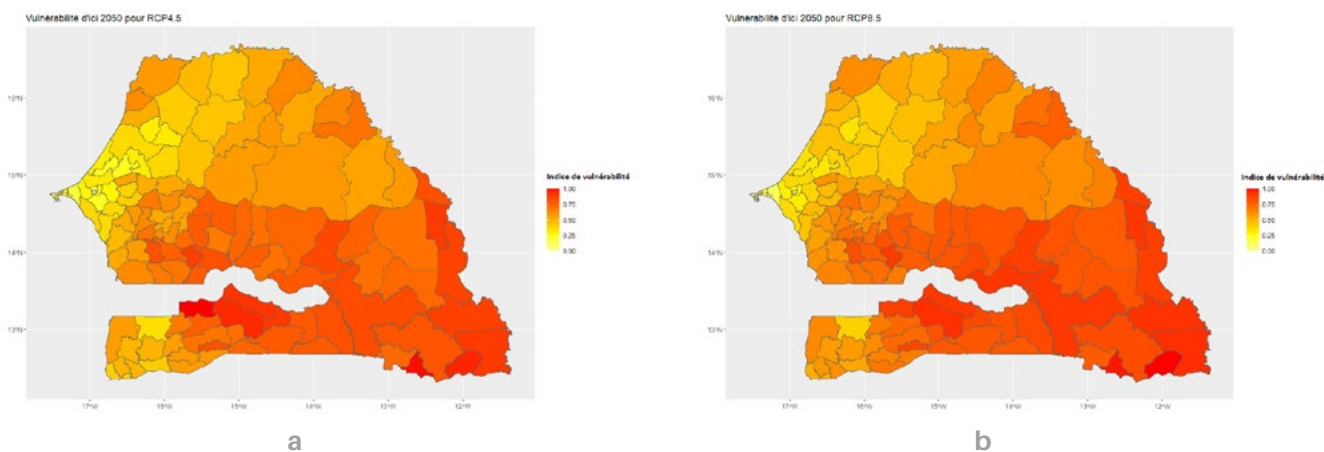 Vulnérabilité d'ici 2050 pour RCP4.5
16°N
15°N
14°N
13°N
17°W 16°W 15°W 14°W 13°W 12°W
Indice de vulnérabilité
1.00
0.75
0.50
0.25
0.00
a
Vulnérabilité d'ici 2050 pour RCP8.5
16°N
15°N
14°N
13°N
17°W 16°W 15°W 14°W 13°W 12°W
Indice de vulnérabilité
1.00
0.75
0.50
0.25
0.00
b